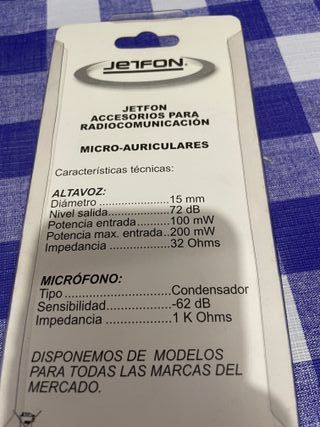 JETFON
JETFON
ACCESORIOS PARA
RADIOCOMUNICACIÓN
MICRO-AURICULARES
Características técnicas:
ALTAVOZ:
Diámetro ......................15 mm
Nivel salida...................72 dB
Potencia entrada..........100 mW
Potencia max. entrada..200 mW
Impedancia ..................32 Ohms
MICRÓFONO:
Tipo ..........................Condensador
Sensibilidad................-62 dB
Impedancia .................1 K Ohms
DISPONEMOS DE MODELOS
PARA TODAS LAS MARCAS DEL
MERCADO.